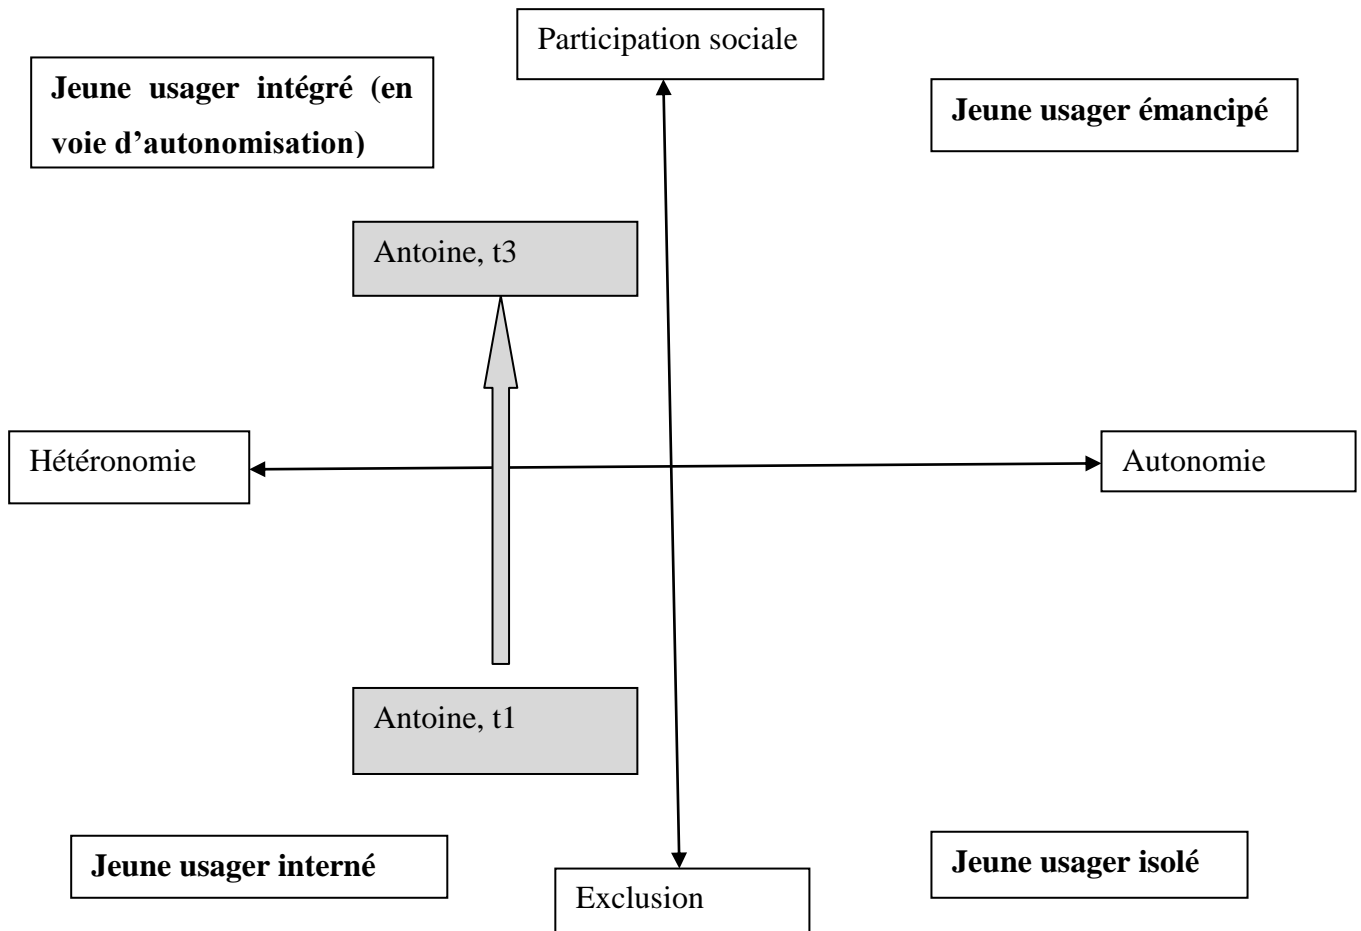 Participation sociale
Jeune usager intégré (en
voie d’autonomisation)
Jeune usager émancipé
Antoine, t3
Hétéronomie
Autonomie
Antoine, t1
Jeune usager interné
Jeune usager isolé
Exclusion